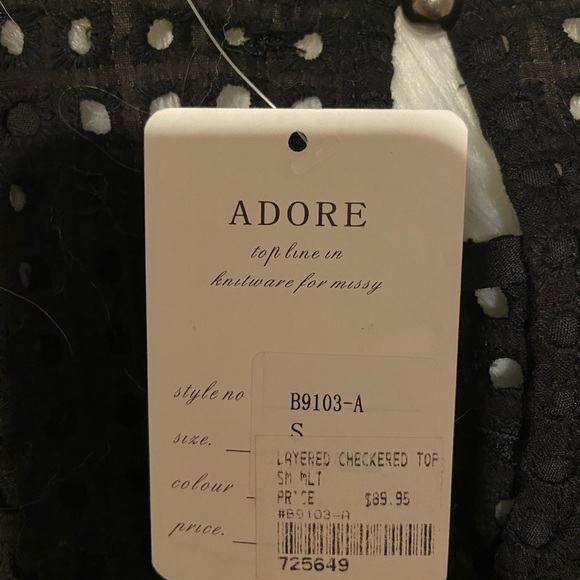 ADORE
top line in
knitware for missy
style no B9103-A
size. S
LAYERED CHECKERED TOP
SM MLT
colour
PRICE $89.95
#B9103-A
price.
725649